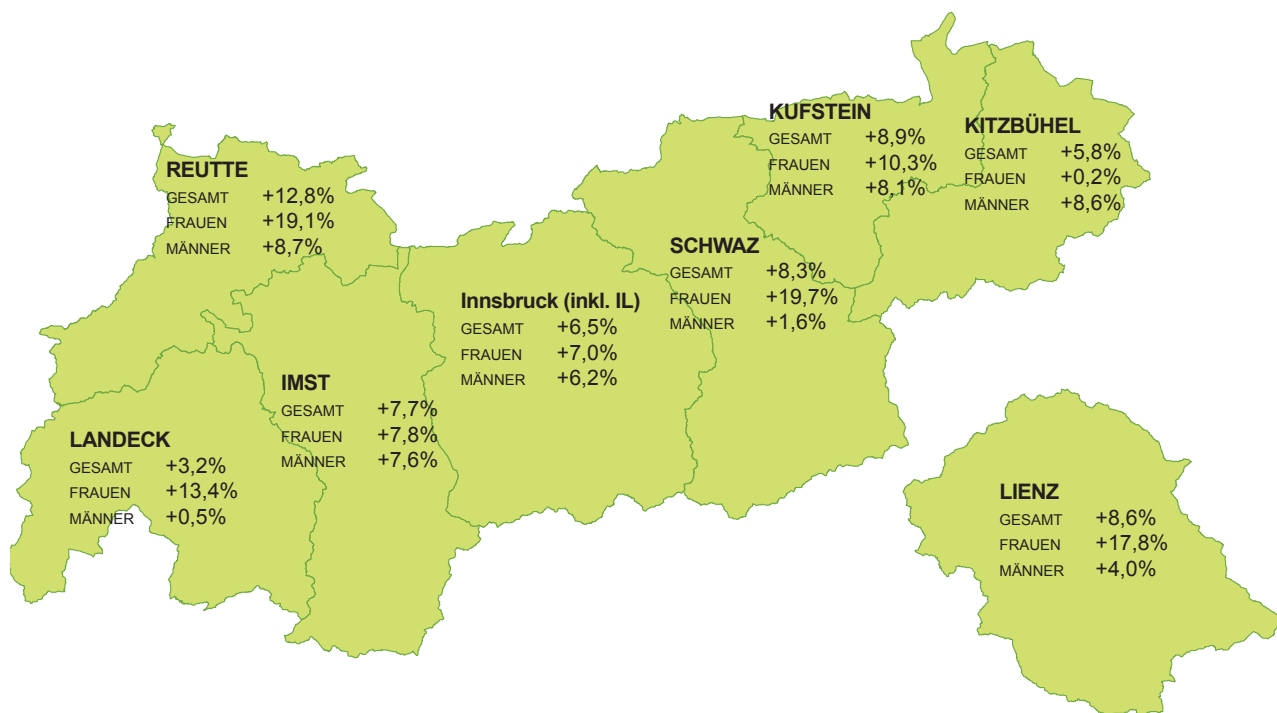 KUFSTEIN
GESAMT +8,9%
FRAUEN +10,3%
MÄNNER +8,1%
KITZBÜHEL
GESAMT +5,8%
FRAUEN +0,2%
MÄNNER +8,6%
REUTTE
GESAMT +12,8%
FRAUEN +19,1%
MÄNNER +8,7%
SCHWAZ
GESAMT +8,3%
FRAUEN +19,7%
MÄNNER +1,6%
Innsbruck (inkl. IL)
GESAMT +6,5%
FRAUEN +7,0%
MÄNNER +6,2%
IMST
GESAMT +7,7%
FRAUEN +7,8%
MÄNNER +7,6%
LANDECK
GESAMT +3,2%
FRAUEN +13,4%
MÄNNER +0,5%
LIENZ
GESAMT +8,6%
FRAUEN +17,8%
MÄNNER +4,0%